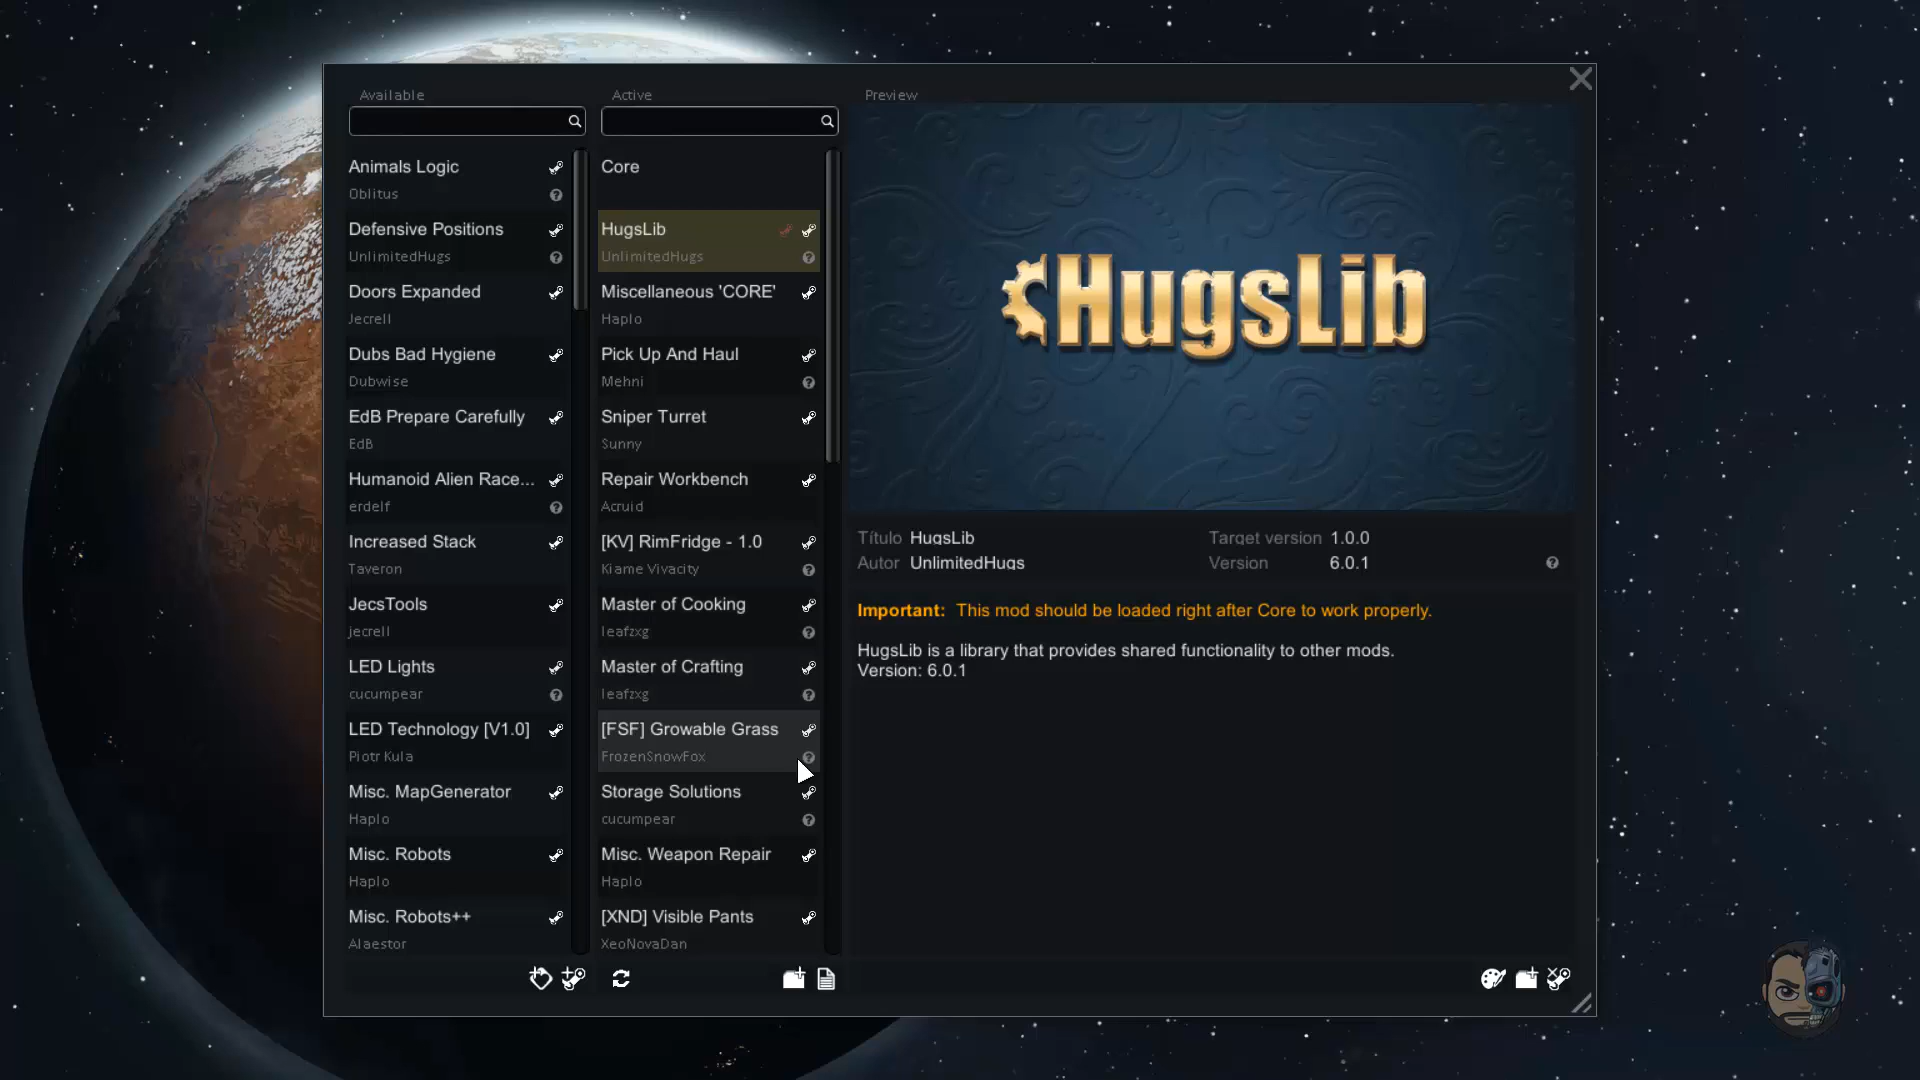 Available
Animals Logic
Oblitus
Defensive Positions
UnlimitedHugs
Doors Expanded
Jecrell
Dubs Bad Hygiene
Dubwise
EdB Prepare Carefully
EdB
Humanoid Alien Race...
erdelf
Increased Stack
Taveron
JecsTools
jecrell
LED Lights
cucumpear
LED Technology [V1.0]
Piotr Kula
Misc. MapGenerator
Haplo
Misc. Robots
Haplo
Misc. Robots++
Alaestor
Active
Core
HugsLib
UnlimitedHugs
Miscellaneous 'CORE'
Haplo
Pick Up And Haul
Mehni
Sniper Turret
Sunny
Repair Workbench
Acruid
[KV] RimFridge - 1.0
Kiame Vivacity
Master of Cooking
leafzxg
Master of Crafting
leafzxg
[FSF] Growable Grass
FrozenSnowFox
Storage Solutions
cucumpear
Misc. Weapon Repair
Haplo
[XND] Visible Pants
XeoNovaDan
Preview
HugsLib
Título HugsLib
Target version 1.0.0
Autor UnlimitedHugs
Version 6.0.1
Important: This mod should be loaded right after Core to work properly.
HugsLib is a library that provides shared functionality to other mods.
Version: 6.0.1